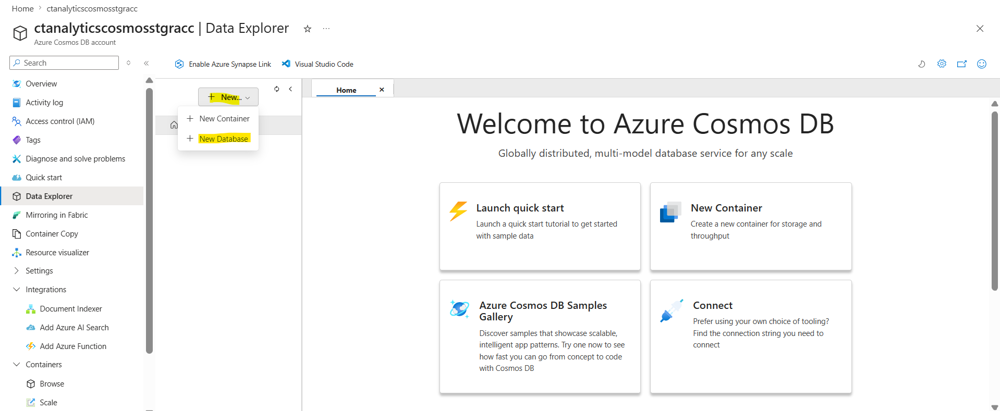 Home > ctanalyticscosmosstgracc
ctanalyticscosmosstgracc | Data Explorer
Azure Cosmos DB account
Search
Enable Azure Synapse Link
Visual Studio Code
Overview
Activity log
Access control (IAM)
Tags
Diagnose and solve problems
Quick start
Data Explorer
Mirroring in Fabric
Container Copy
Resource visualizer
Settings
Integrations
Document Indexer
Add Azure AI Search
Add Azure Function
Containers
Browse
Scale
New...
New Container
New Database
Home
Welcome to Azure Cosmos DB
Globally distributed, multi-model database service for any scale
Launch quick start
Launch a quick start tutorial to get started
with sample data
New Container
Create a new container for storage and
throughput
Azure Cosmos DB Samples
Gallery
Discover samples that showcase scalable,
intelligent app patterns. Try one now to see
how fast you can go from concept to code
with Cosmos DB
Connect
Prefer using your own choice of tooling?
Find the connection string you need to
connect